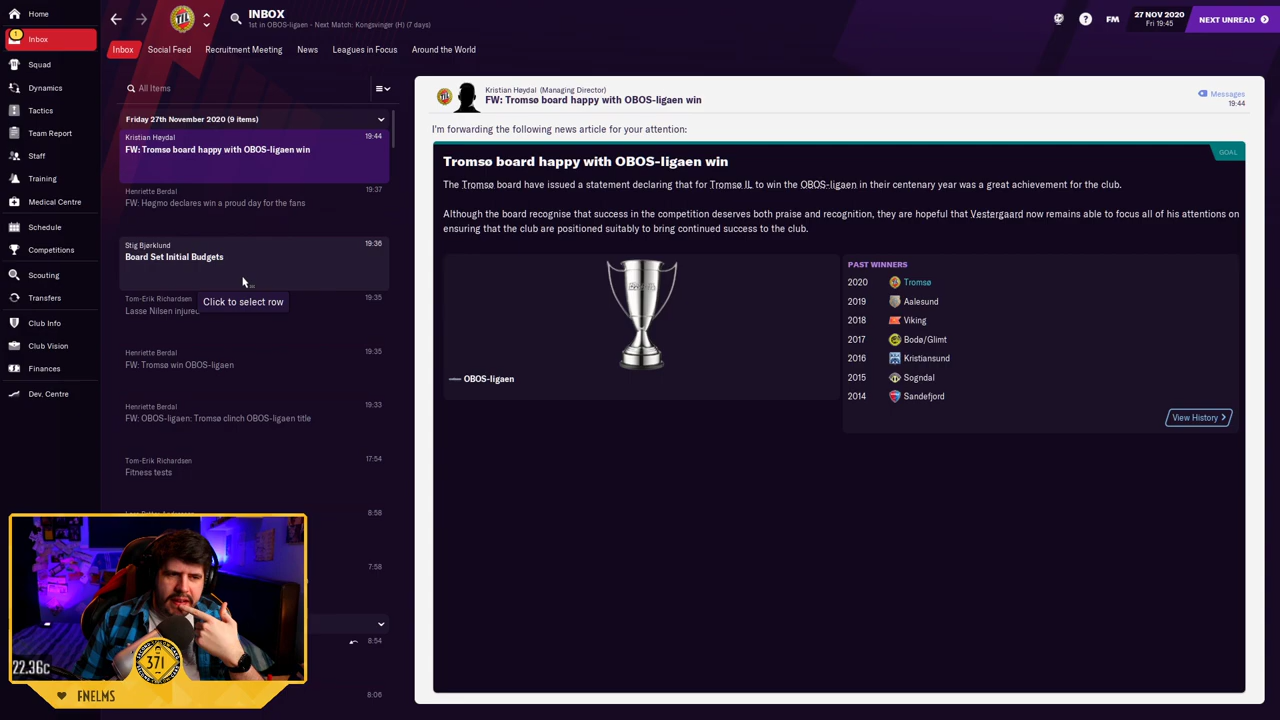 Home
INBOX
1st in OBOS-ligaen - Next Match: Kongsvinger (H) (7 days)
FM
27 NOV 2020
Fri 19:45
NEXT UNREAD
1
Inbox
Inbox
Social Feed
Recruitment Meeting
News
Leagues in Focus
Around the World
Squad
Dynamics
Tactics
Team Report
Staff
Training
Medical Centre
Schedule
Competitions
Scouting
Transfers
Club Info
Club Vision
Finances
Dev. Centre
All Items
Friday 27th November 2020 (9 items)
Kristian Høydal 19:44
FW: Tromsø board happy with OBOS-ligaen win
Henriette Berdal 19:37
FW: Høgmo declares win a proud day for the fans
Stig Bjørklund 19:36
Board Set Initial Budgets
Click to select row
Tom-Erik Richardsen 19:35
Lasse Nilsen injured
Henriette Berdal 19:35
FW: Tromsø win OBOS-ligaen
Henriette Berdal 19:33
FW: OBOS-ligaen: Tromsø clinch OBOS-ligaen title
Tom-Erik Richardsen 17:54
Fitness tests
8:58
7:58
8:54
8:06
Kristian Høydal (Managing Director)
FW: Tromsø board happy with OBOS-ligaen win
Messages
19:44
I'm forwarding the following news article for your attention:
GOAL
Tromsø board happy with OBOS-ligaen win
The Tromsø board have issued a statement declaring that for Tromsø IL to win the OBOS-ligaen in their centenary year was a great achievement for the club.
Although the board recognise that success in the competition deserves both praise and recognition, they are hopeful that Vestergaard now remains able to focus all of his attentions on
ensuring that the club are positioned suitably to bring continued success to the club.
OBOS-ligaen
PAST WINNERS
2020 Tromsø
2019 Aalesund
2018 Viking
2017 Bodø/Glimt
2016 Kristiansund
2015 Sogndal
2014 Sandefjord
View History
22.36c
371
FNELMS